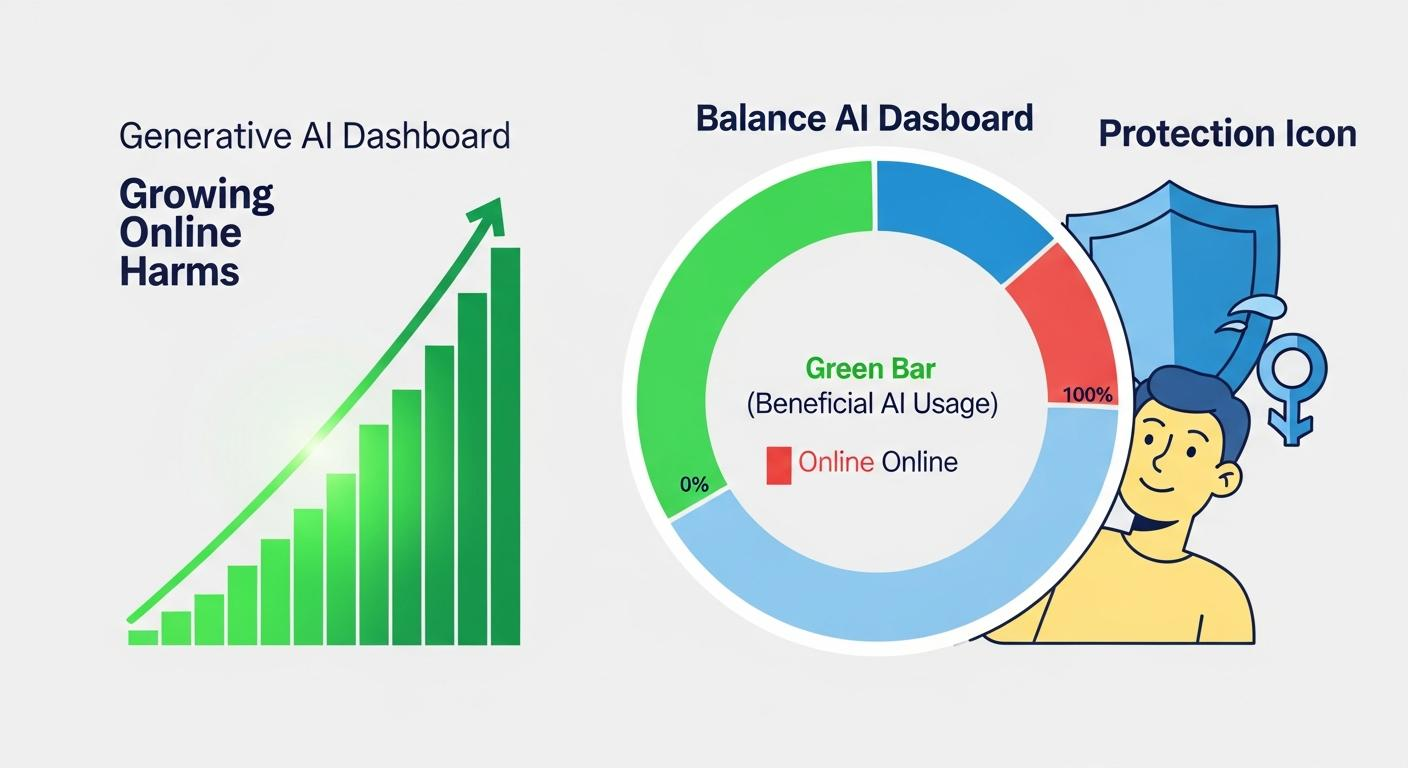 Generative AI Dashboard
Growing
Online
Harms
Balance AI Dasboard
Green Bar
(Beneficial AI Usage)
Online Online
100%
0%
Protection Icon